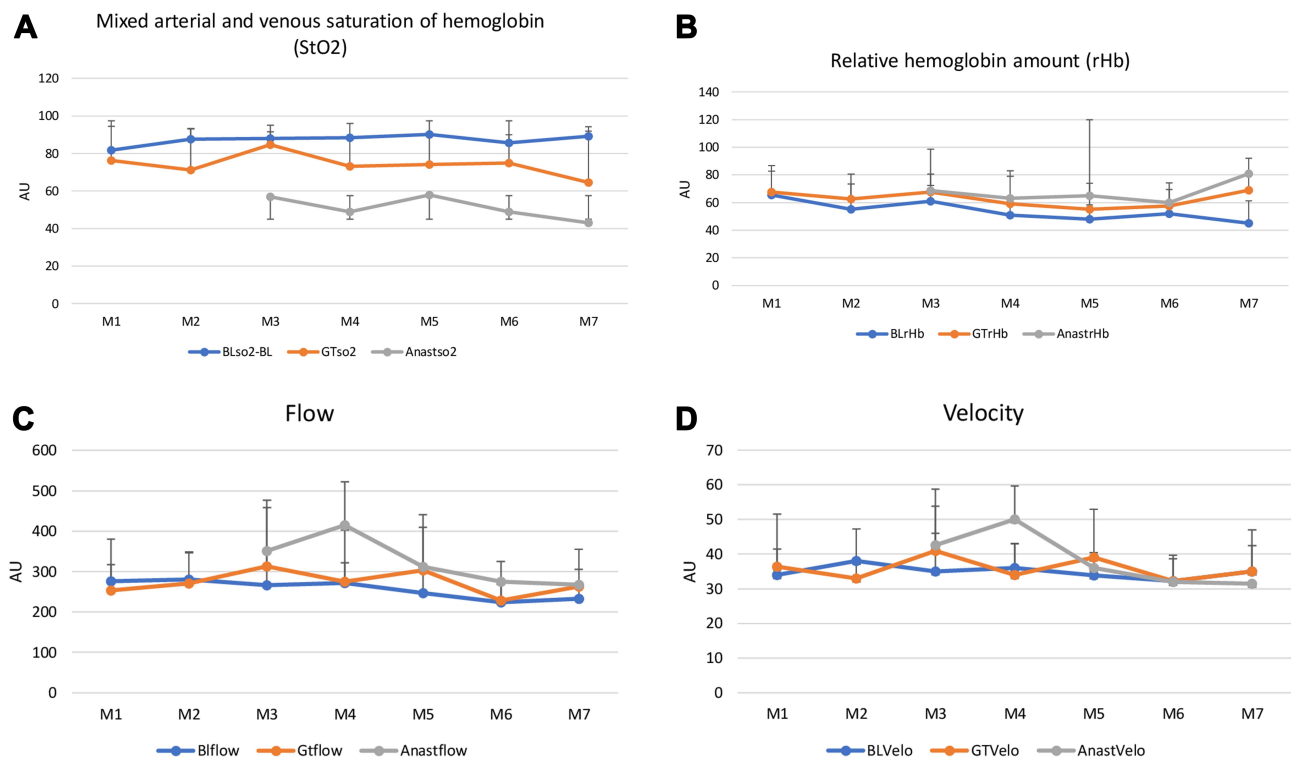 A
Mixed arterial and venous saturation of hemoglobin
(StO2)
AU
120
100
80
60
40
20
0
M1 M2 M3 M4 M5 M6 M7
BLso2-BL GTso2 Anastso2
B
Relative hemoglobin amount (rHb)
AU
140
120
100
80
60
40
20
0
M1 M2 M3 M4 M5 M6 M7
BLrHb GTrHb AnastrHb
C
Flow
AU
600
500
400
300
200
100
0
M1 M2 M3 M4 M5 M6 M7
Blflow Gtflow Anastflow
D
Velocity
AU
70
60
50
40
30
20
10
0
M1 M2 M3 M4 M5 M6 M7
BLVelo GTVelo AnastVelo